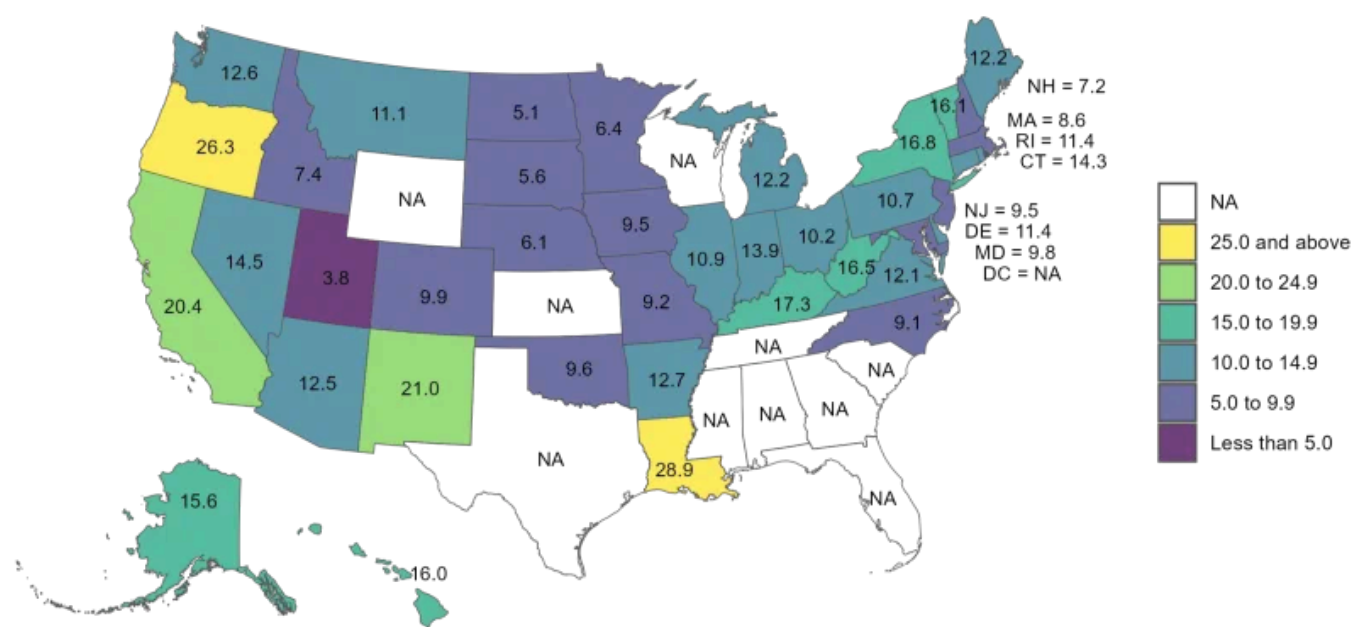 12.2
12.6
NH = 7.2
16.1
11.1
5.1
MA = 8.6
6.4
RI = 11.4
16.8
26.3
NA
CT = 14.3
7.4
5.6
12.2
NA
10.7
NA
NJ = 9.5
9.5
DE = 11.4
10.2
6.1
13.9
MD = 9.8
14.5
10.9
16.5
12.1
DC = NA
25.0 and above
3.8
20.0 to 24.9
9.9
9.2
17.3
20.4
NA
15.0 to 19.9
9.1
NA
10.0 to 14.9
9.6
NA
12.5
12.7
21.0
5.0 to 9.9
NA
NA
NA
Less than 5.0
NA
28.9
NA
15.6
16.0